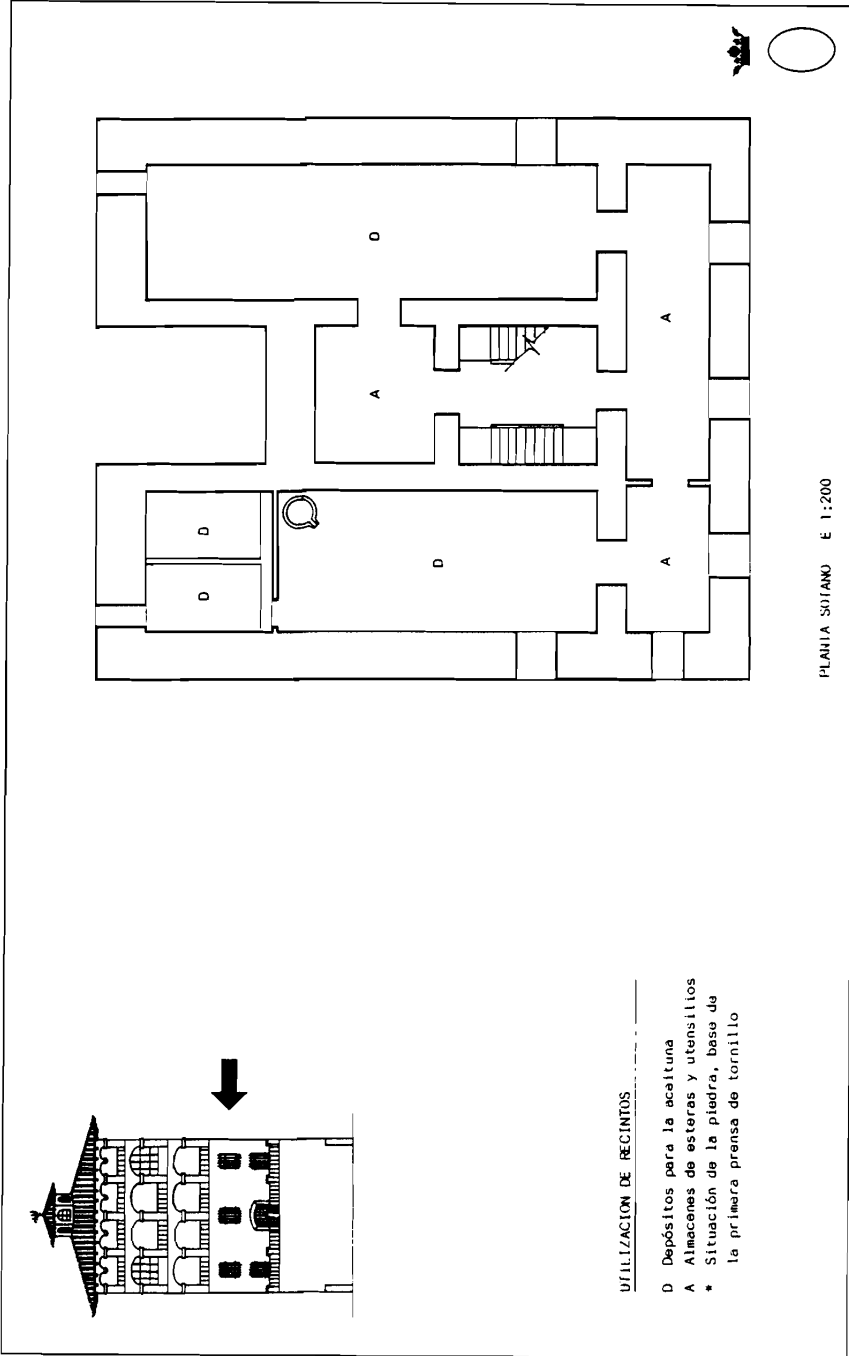 D
D
D
D
A
A
A
PLANTA SOTANO E 1:200
UTILIZACION DE RECINTOS
D Depósitos para la aceituna
A Almacenes de esteras y utensilios
* Situación de la piedra, base de
la primera prensa de tornillo